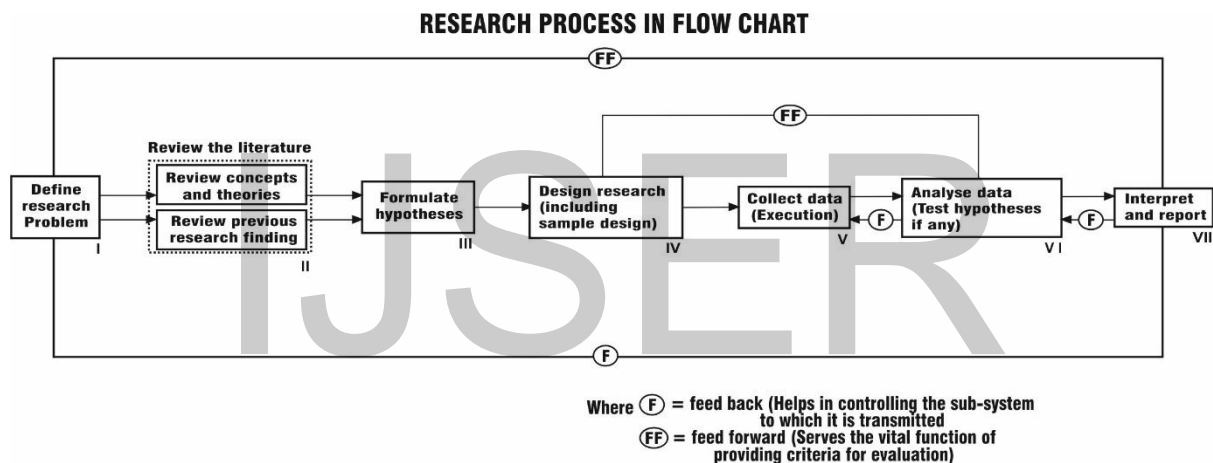 RESEARCH PROCESS IN FLOW CHART
FF
FF
Review the literature
Define
research
Problem
I
Review concepts
and theories
Review previous
research finding
II
Formulate
hypotheses
III
Design research
(including
sample design)
IV
Collect data
(Execution)
V
F
Analyse data
(Test hypotheses
if any)
VI
F
Interpret
and report
VII
F
IJSER
Where F = feed back (Helps in controlling the sub-system
to which it is transmitted
FF = feed forward (Serves the vital function of
providing criteria for evaluation)